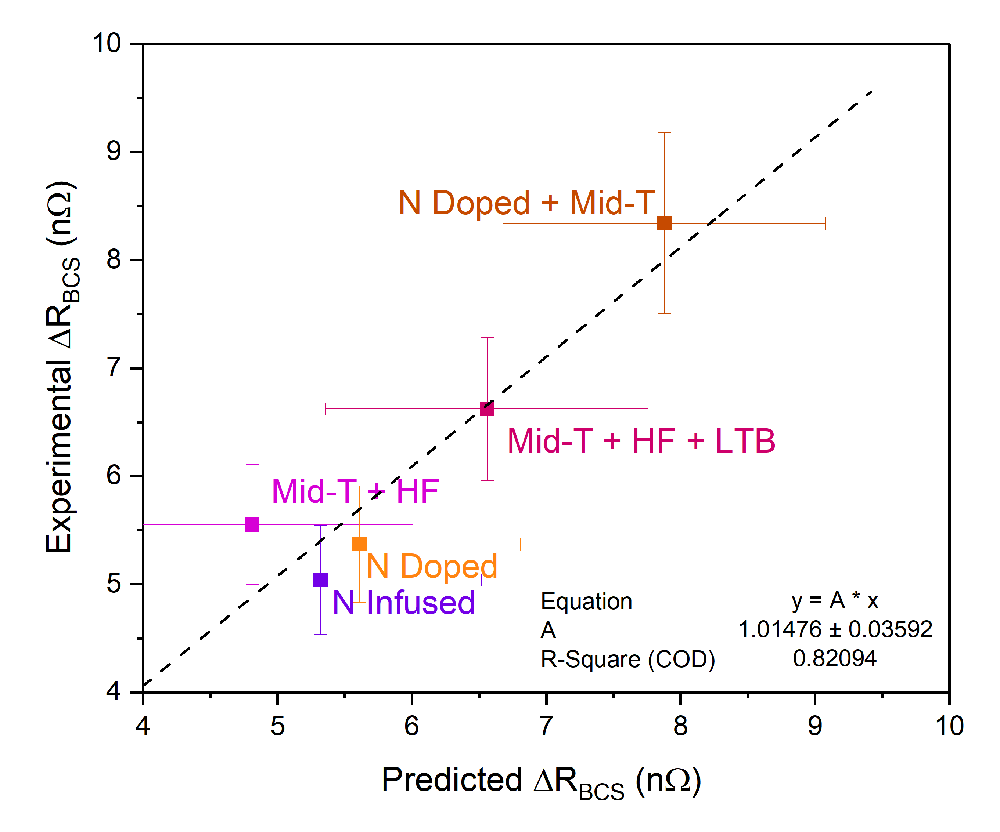 10
9
8
7
6
5
4
Experimental ΔR_BCS (nΩ)
N Doped + Mid-T
Mid-T + HF + LTB
Mid-T + HF
N Doped
N Infused
Equation y = A * x
A 1.01476 ± 0.03592
R-Square (COD) 0.82094
4 5 6 7 8 9 10
Predicted ΔR_BCS (nΩ)